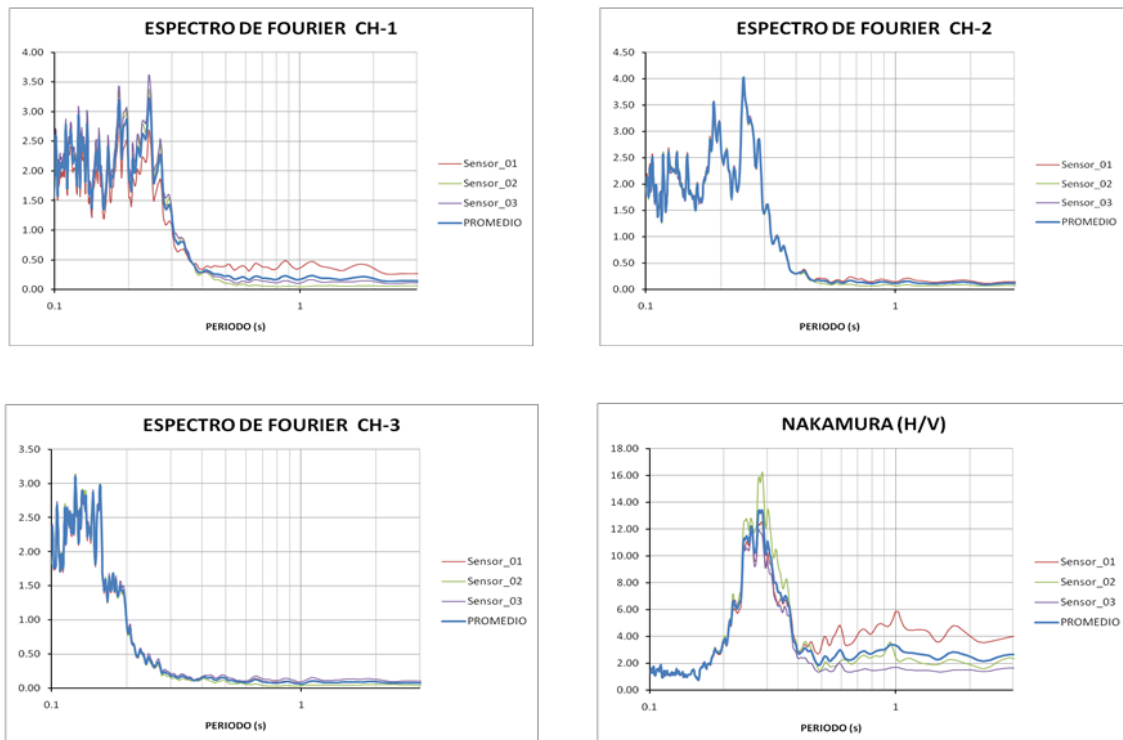 ESPECTRO DE FOURIER CH-1
4.00
3.50
3.00
2.50
2.00
1.50
1.00
0.50
0.00
0.1
1
PERIODO (s)
Sensor_01
Sensor_02
Sensor_03
PROMEDIO
ESPECTRO DE FOURIER CH-2
4.50
4.00
3.50
3.00
2.50
2.00
1.50
1.00
0.50
0.00
0.1
1
PERIODO (s)
Sensor_01
Sensor_02
Sensor_03
PROMEDIO
ESPECTRO DE FOURIER CH-3
3.50
3.00
2.50
2.00
1.50
1.00
0.50
0.00
0.1
1
PERIODO (s)
Sensor_01
Sensor_02
Sensor_03
PROMEDIO
NAKAMURA (H/V)
18.00
16.00
14.00
12.00
10.00
8.00
6.00
4.00
2.00
0.00
0.1
1
PERIODO (s)
Sensor_01
Sensor_02
Sensor_03
PROMEDIO